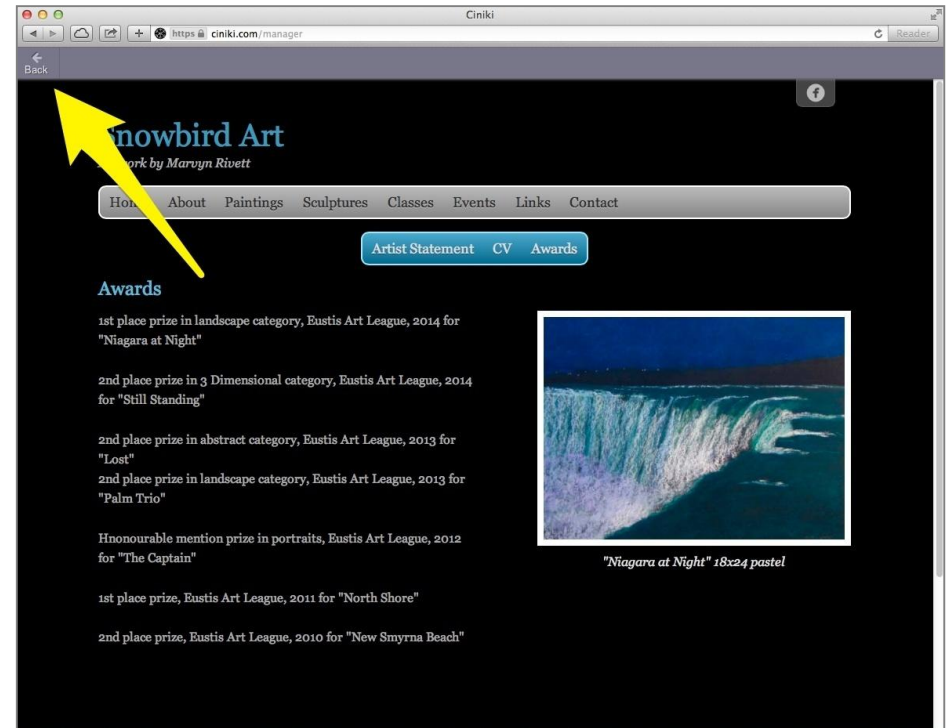 Ciniki
https ciniki.com/manager
Reader
Back
nowbird Art
ork by Marvyn Rivett
Ho About Paintings Sculptures Classes Events Links Contact
Artist Statement CV Awards
Awards
1st place prize in landscape category, Eustis Art League, 2014 for
"Niagara at Night"
2nd place prize in 3 Dimensional category, Eustis Art League, 2014
for "Still Standing"
2nd place prize in abstract category, Eustis Art League, 2013 for
"Lost"
2nd place prize in landscape category, Eustis Art League, 2013 for
"Palm Trio"
Hnonourable mention prize in portraits, Eustis Art League, 2012
for "The Captain"
1st place prize, Eustis Art League, 2011 for "North Shore"
2nd place prize, Eustis Art League, 2010 for "New Smyrna Beach"
"Niagara at Night" 18x24 pastel